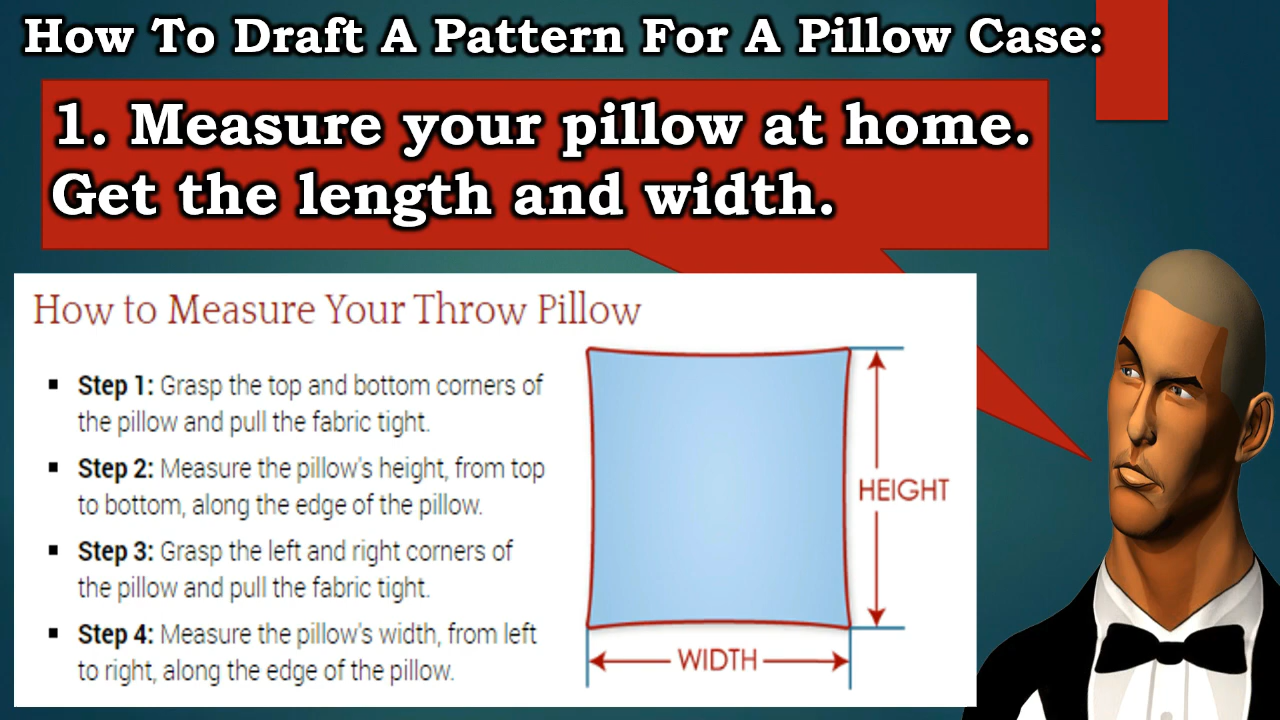 How To Draft A Pattern For A Pillow Case:
1. Measure your pillow at home.
Get the length and width.
How to Measure Your Throw Pillow
▪ Step 1: Grasp the top and bottom corners of
the pillow and pull the fabric tight.
▪ Step 2: Measure the pillow's height, from top
to bottom, along the edge of the pillow.
▪ Step 3: Grasp the left and right corners of
the pillow and pull the fabric tight.
▪ Step 4: Measure the pillow's width, from left
to right, along the edge of the pillow.
HEIGHT
WIDTH